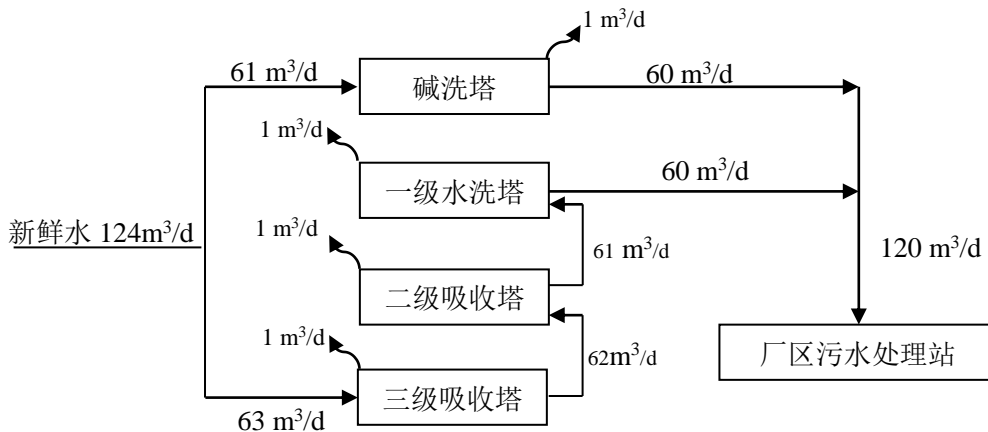 1 m³/d
61 m³/d
碱洗塔
60 m³/d
1 m³/d
一级水洗塔
60 m³/d
新鲜水 124m³/d
1 m³/d
61 m³/d
120 m³/d
二级吸收塔
1 m³/d
62m³/d
厂区污水处理站
三级吸收塔
63 m³/d